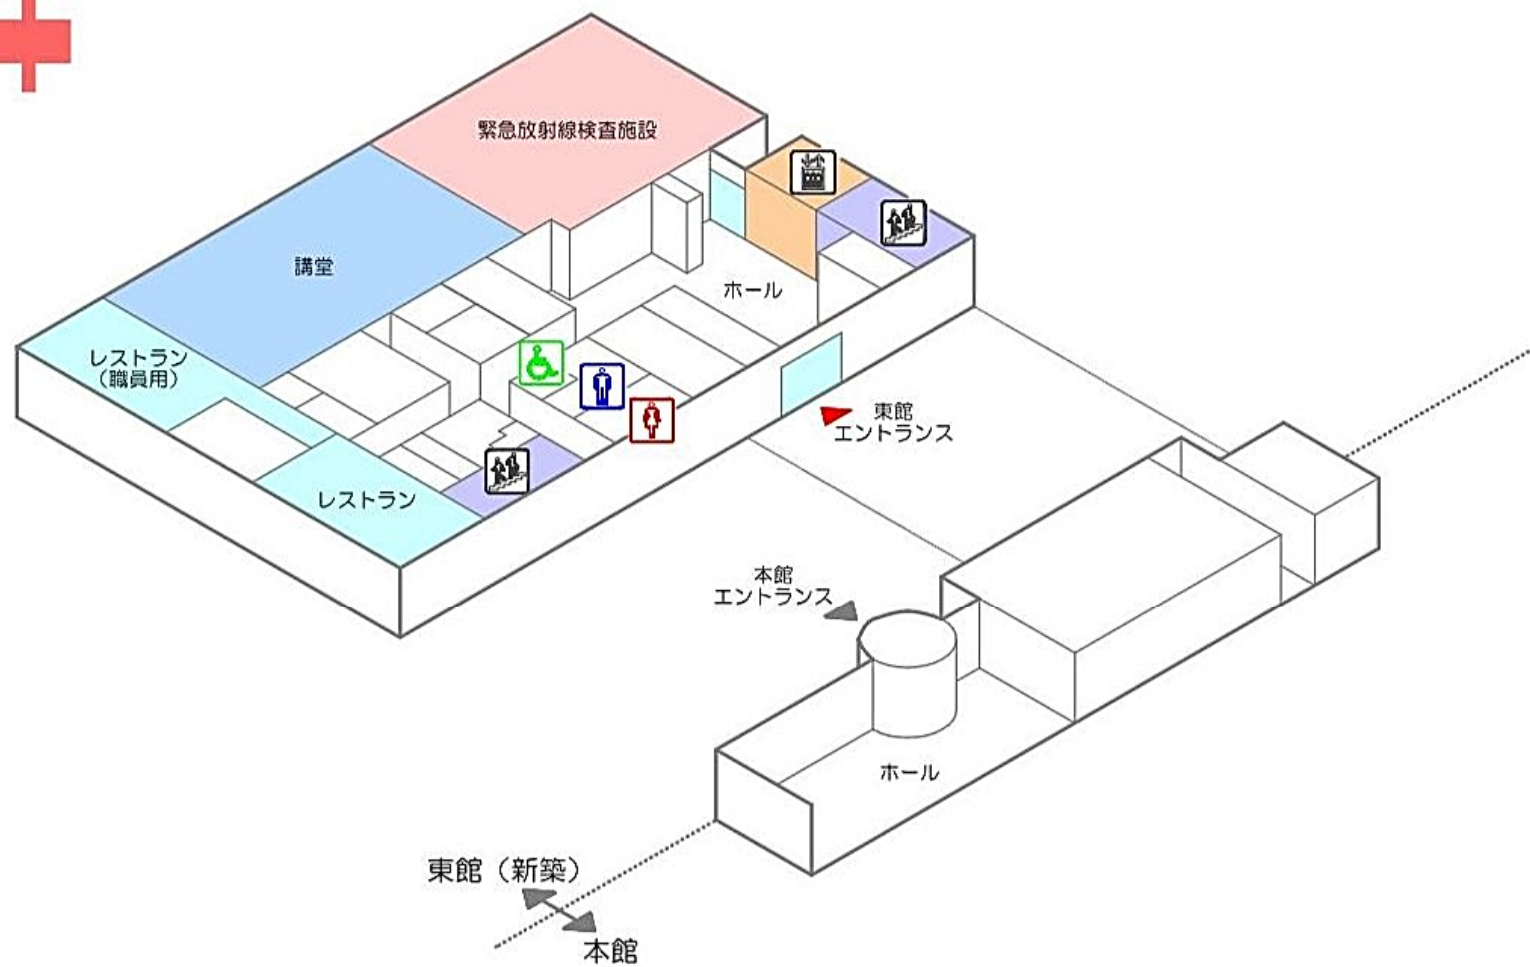 緊急放射線検査施設
講堂
ホール
レストラン
（職員用）
東館
エントランス
レストラン
本館
エントランス
ホール
東館（新築）
本館